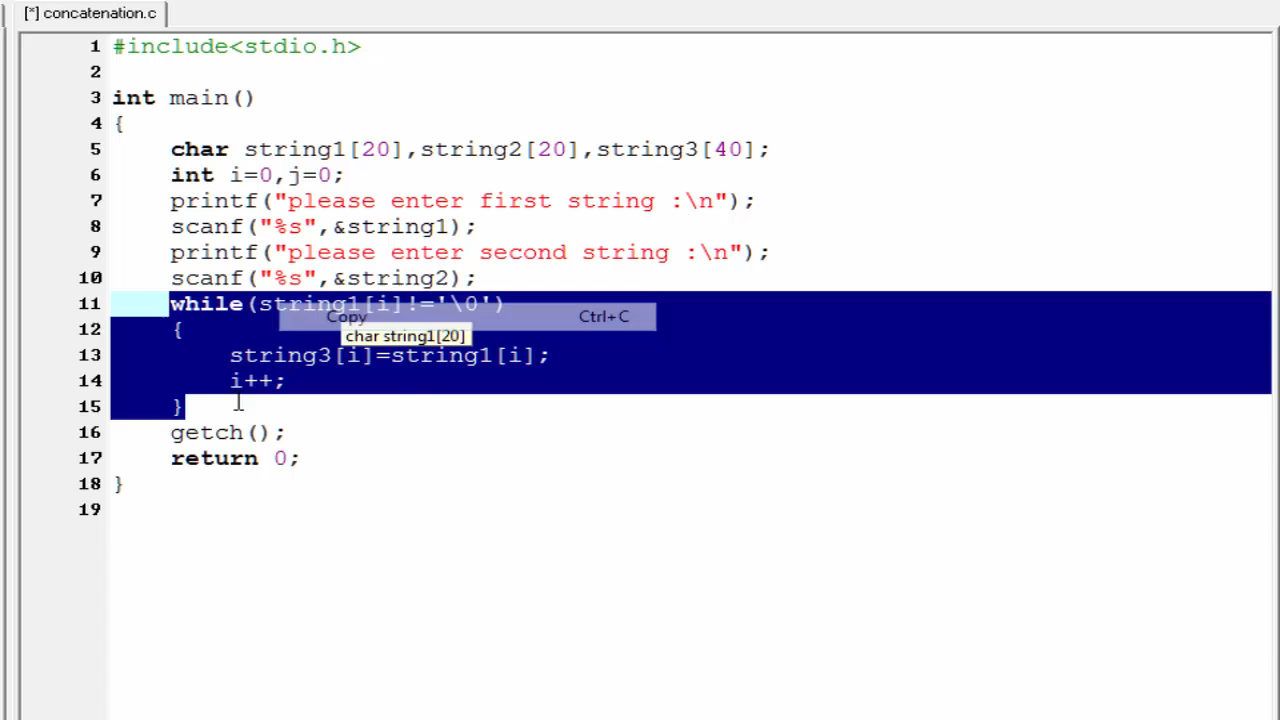 [*] concatenation.c
1 #include<stdio.h>
2
3 int main()
4 {
5 char string1[20],string2[20],string3[40];
6 int i=0,j=0;
7 printf("please enter first string :\n");
8 scanf("%s",&string1);
9 printf("please enter second string :\n");
10 scanf("%s",&string2);
11 while(string1[i]!='\0')
Copy Ctrl+C
12 {
char string1[20]
13 string3[i]=string1[i];
14 i++;
15 }
16 getch();
17 return 0;
18 }
19